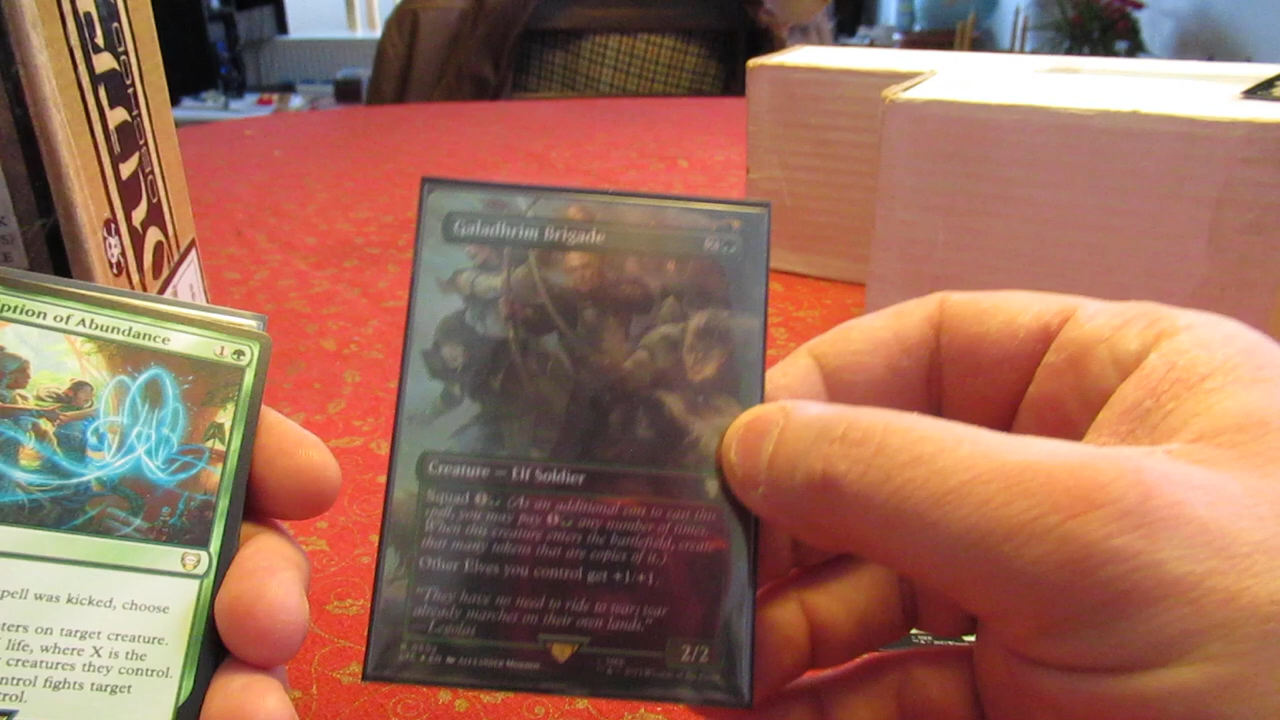 Galadhrim Brigade
Creature — Elf Soldier
Squad 1 (As an additional cost to cast this
spell, you may pay 1 any number of times.
When this creature enters the battlefield, create
that many tokens that are copies of it.)
Other Elves you control get +1/+1.
"They have no need to ride to war; war
already marches on their own lands."
Legolas
2/2
ption of Abundance
1
pell was kicked, choose
ters on target creature.
life, where X is the
creatures they control.
ntrol fights target
trol.